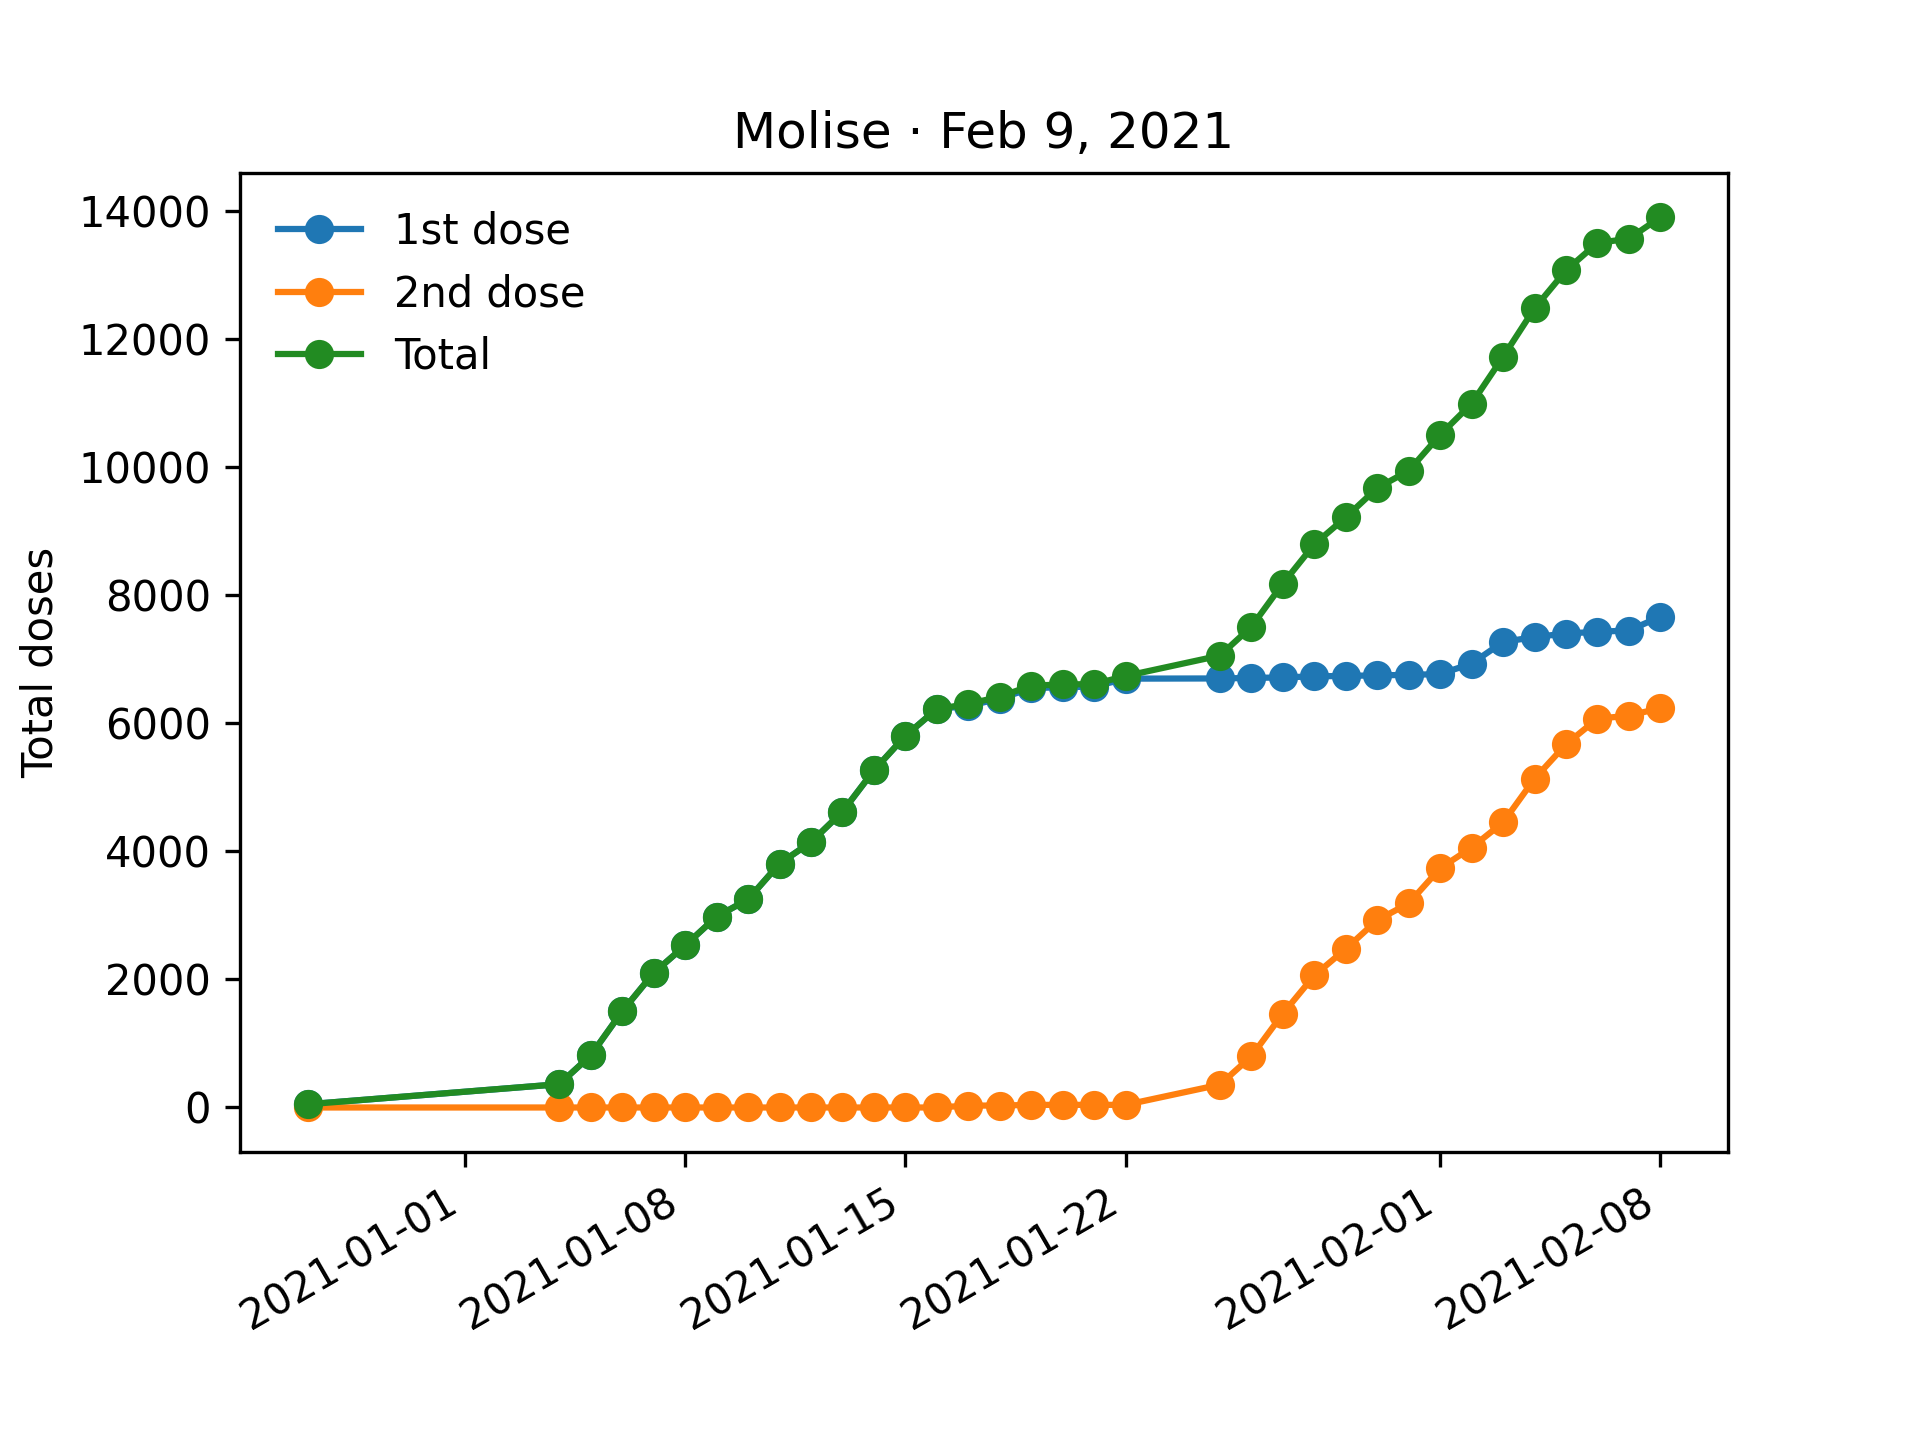 Molise · Feb 9, 2021
14000
12000
10000
8000
6000
4000
2000
0
Total doses
1st dose
2nd dose
Total
2021-01-01
2021-01-08
2021-01-15
2021-01-22
2021-02-01
2021-02-08